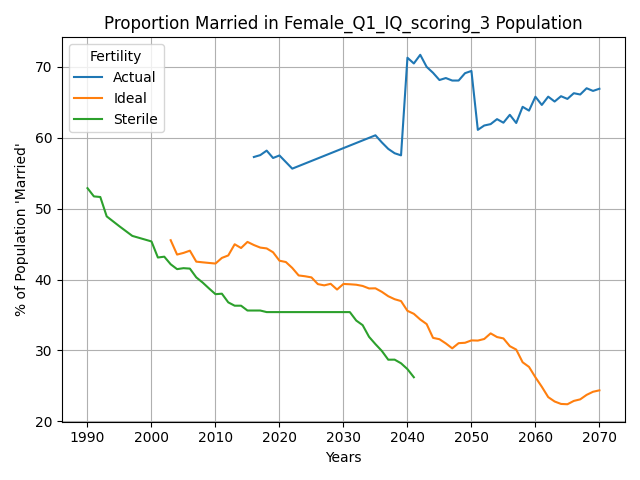 Proportion Married in Female_Q1_IQ_scoring_3 Population
Fertility
Actual
Ideal
Sterile
% of Population 'Married'
70
60
50
40
30
20
1990
2000
2010
2020
2030
2040
2050
2060
2070
Years